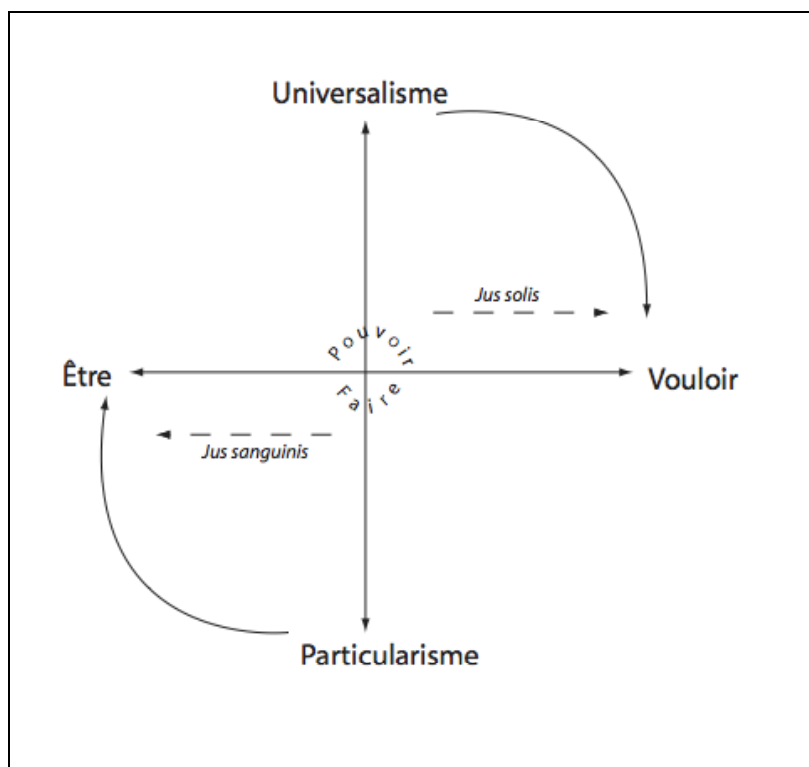 Universalisme
Jus solis
Pouvoir
Être
Vouloir
Faire
Jus sanguinis
Particularisme